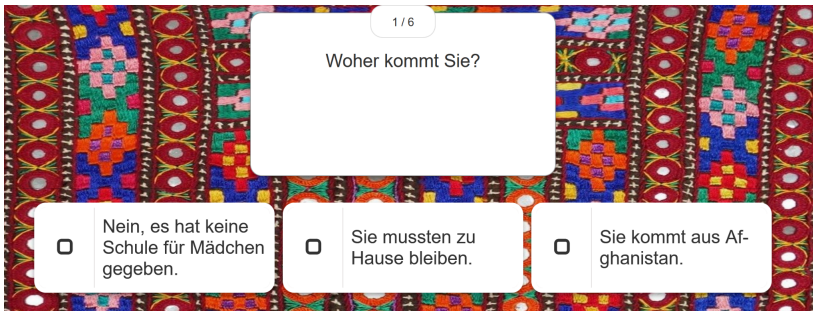 1 / 6
Woher kommt Sie?
Nein, es hat keine
Schule für Mädchen
gegeben.
Sie mussten zu
Hause bleiben.
Sie kommt aus Af-
ghanistan.